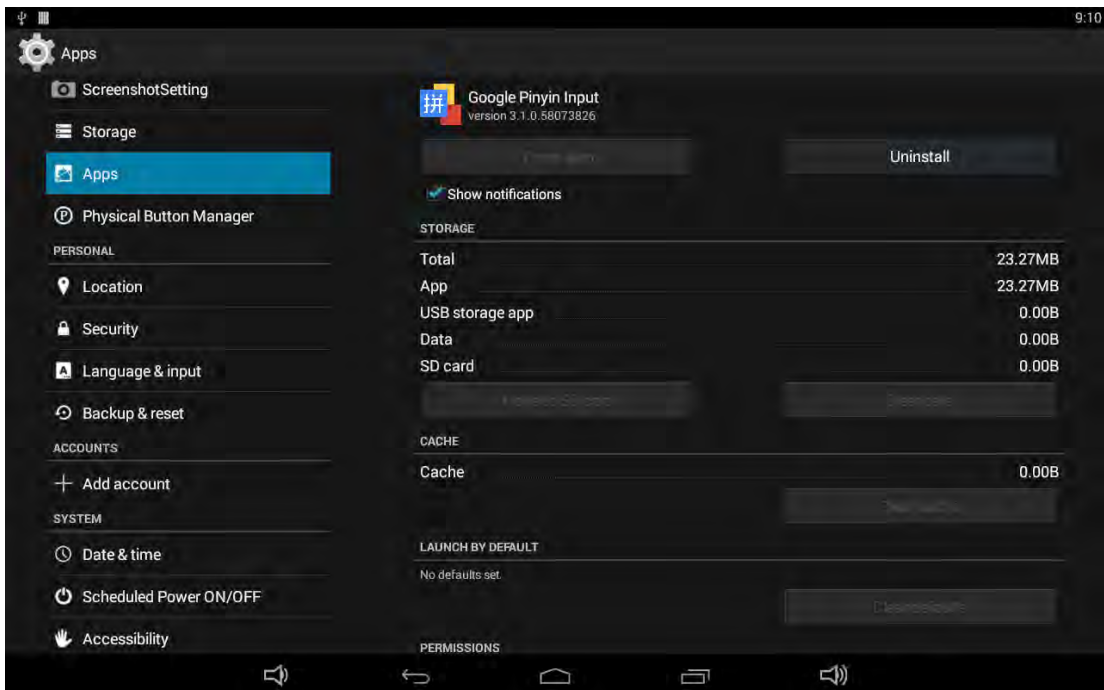 9:10
Apps
ScreenshotSetting
Storage
Apps
Physical Button Manager
PERSONAL
Location
Security
Language & input
Backup & reset
ACCOUNTS
Add account
SYSTEM
Date & time
Scheduled Power ON/OFF
Accessibility
拼
Google Pinyin Input
version 3.1.0.58073826
Uninstall
Show notifications
STORAGE
Total 23.27MB
App 23.27MB
USB storage app 0.00B
Data 0.00B
SD card 0.00B
CACHE
Cache 0.00B
LAUNCH BY DEFAULT
No defaults set.
PERMISSIONS